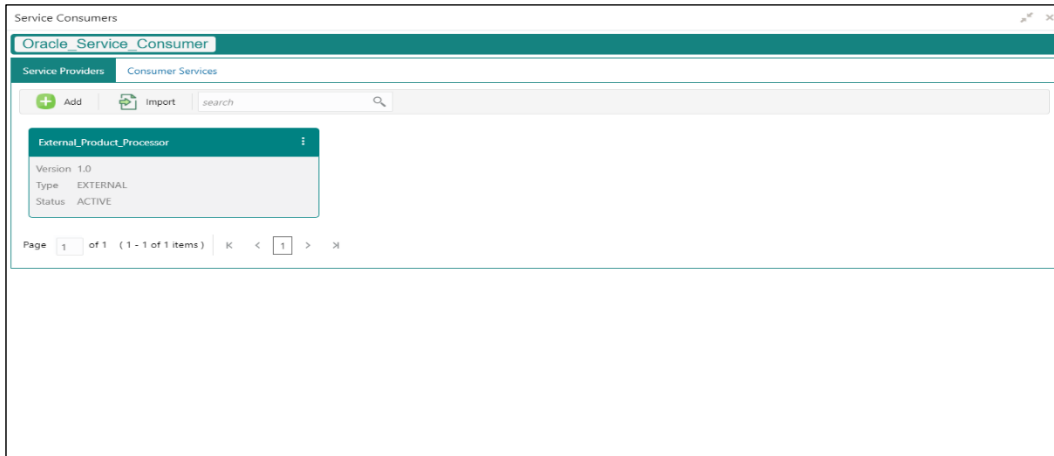 Service Consumers
Oracle_Service_Consumer
Service Providers Consumer Services
Add Import search
External_Product_Processor
Version 1.0
Type EXTERNAL
Status ACTIVE
Page 1 of 1 (1 - 1 of 1 items) K < 1 > >|